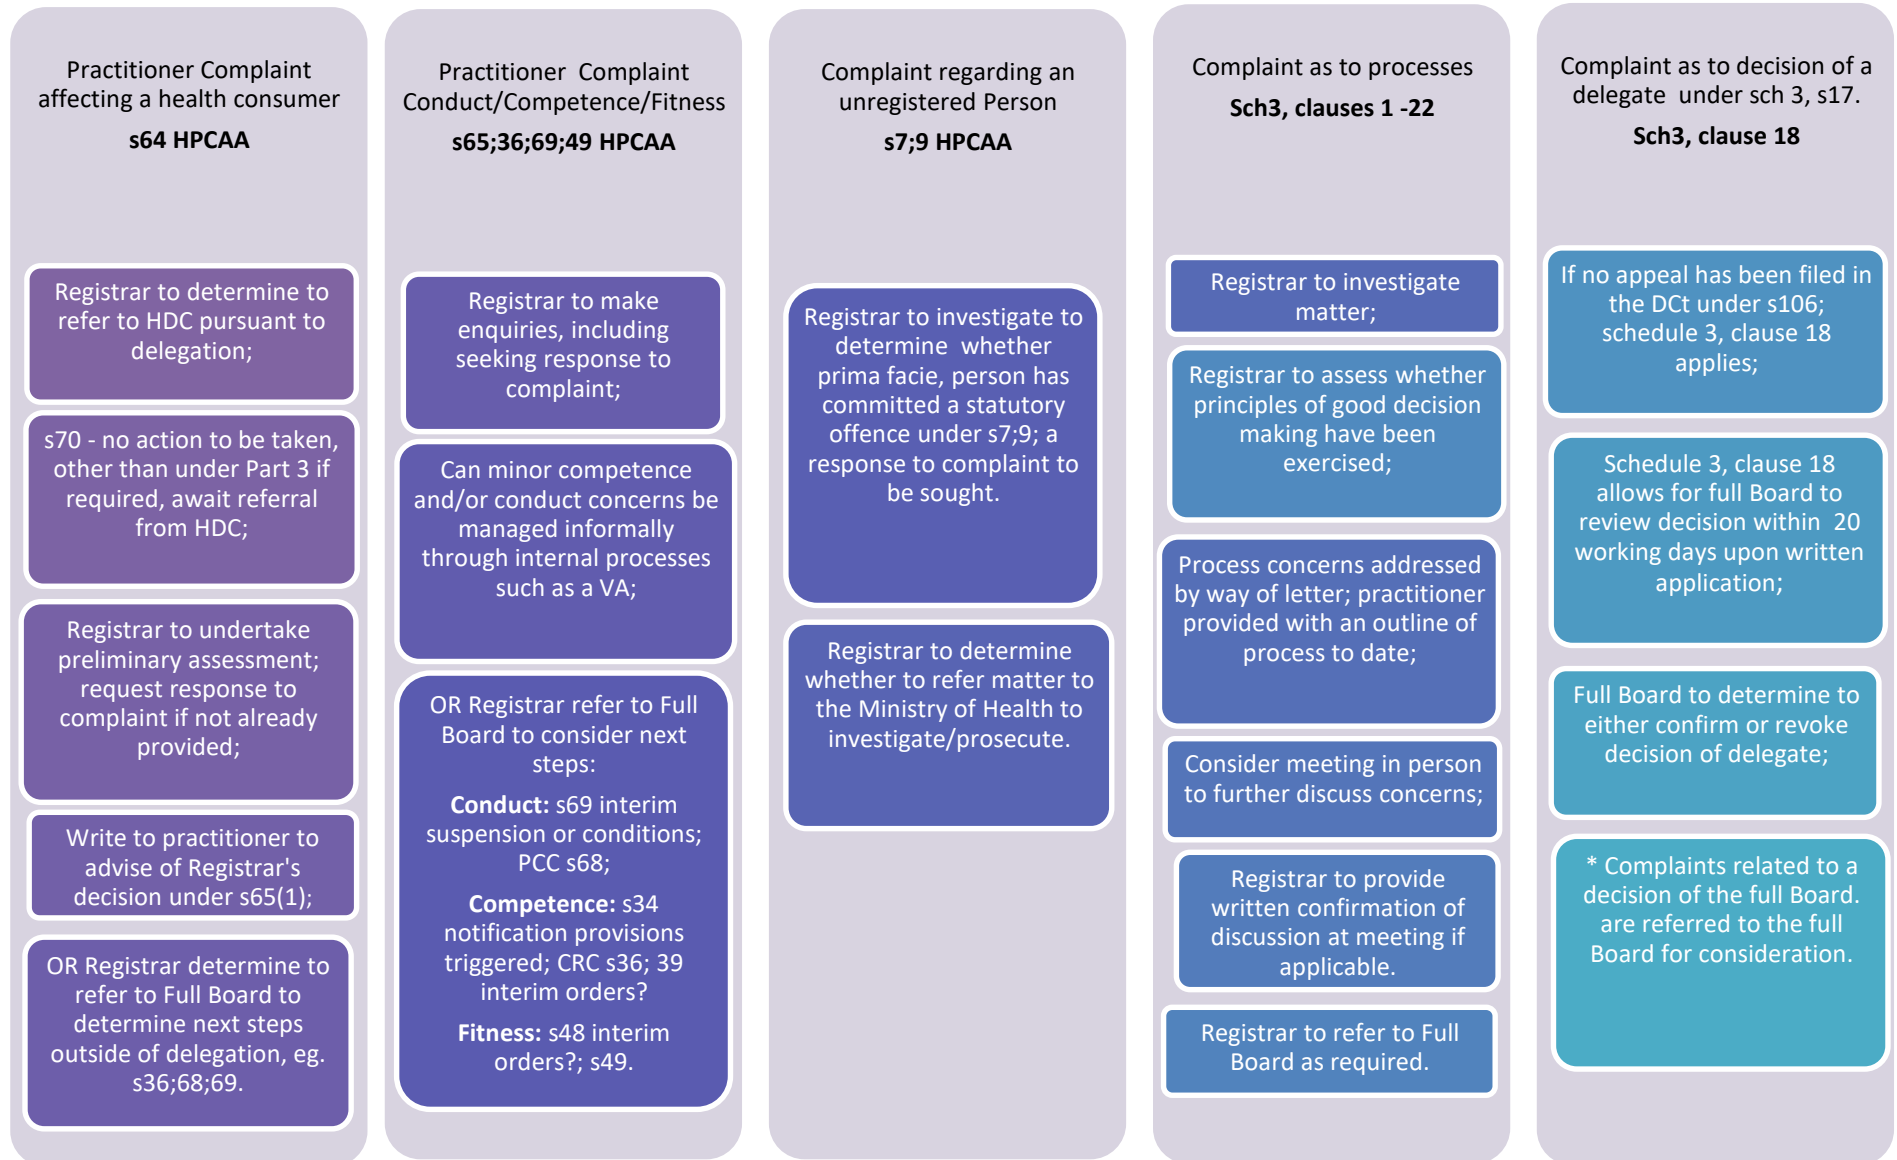 Practitioner Complaint
affecting a health consumer
s64 HPCAA
Registrar to determine to
refer to HDC pursuant to
delegation;
s70 - no action to be taken,
other than under Part 3 if
required, await referral
from HDC;
Registrar to undertake
preliminary assessment;
request response to
complaint if not already
provided;
Write to practitioner to
advise of Registrar's
decision under s65(1);
OR Registrar determine to
refer to Full Board to
determine next steps
outside of delegation, eg.
s36;68;69.
Practitioner Complaint
Conduct/Competence/Fitness
s65;36;69;49 HPCAA
Registrar to make
enquiries, including
seeking response to
complaint;
Can minor competence
and/or conduct concerns be
managed informally
through internal processes
such as a VA;
OR Registrar refer to Full
Board to consider next
steps:
Conduct: s69 interim
suspension or conditions;
PCC s68;
Competence: s34
notification provisions
triggered; CRC s36; 39
interim orders?
Fitness: s48 interim
orders?; s49.
Complaint regarding an
unregistered Person
s7;9 HPCAA
Registrar to investigate to
determine whether
prima facie, person has
committed a statutory
offence under s7;9; a
response to complaint to
be sought.
Registrar to determine
whether to refer matter to
the Ministry of Health to
investigate/prosecute.
Complaint as to processes
Sch3, clauses 1 -22
Registrar to investigate
matter;
Registrar to assess whether
principles of good decision
making have been
exercised;
Process concerns addressed
by way of letter; practitioner
provided with an outline of
process to date;
Consider meeting in person
to further discuss concerns;
Registrar to provide
written confirmation of
discussion at meeting if
applicable.
Registrar to refer to Full
Board as required.
Complaint as to decision of a
delegate under sch 3, s17.
Sch3, clause 18
If no appeal has been filed in
the DCt under s106;
schedule 3, clause 18
applies;
Schedule 3, clause 18
allows for full Board to
review decision within 20
working days upon written
application;
Full Board to determine to
either confirm or revoke
decision of delegate;
* Complaints related to a
decision of the full Board.
are referred to the full
Board for consideration.